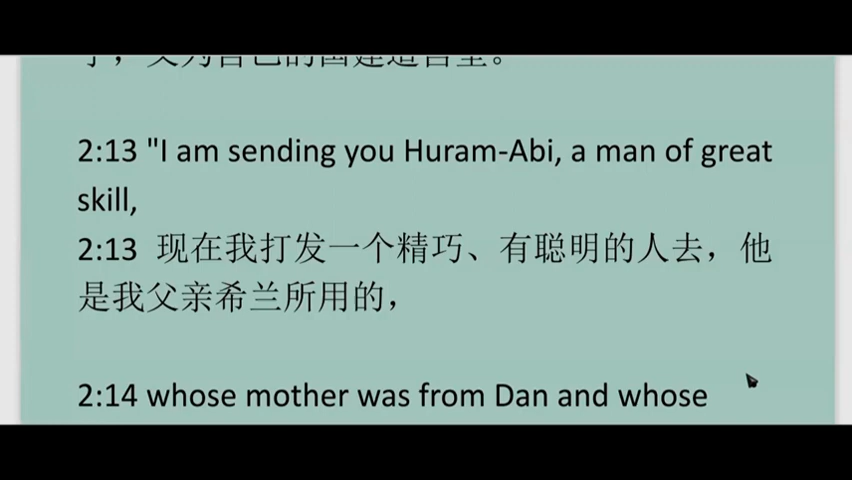 2:13 "I am sending you Huram-Abi, a man of great
skill,
2:13 现在我打发一个精巧、有聪明的人去，他
是我父亲希兰所用的，
2:14 whose mother was from Dan and whose